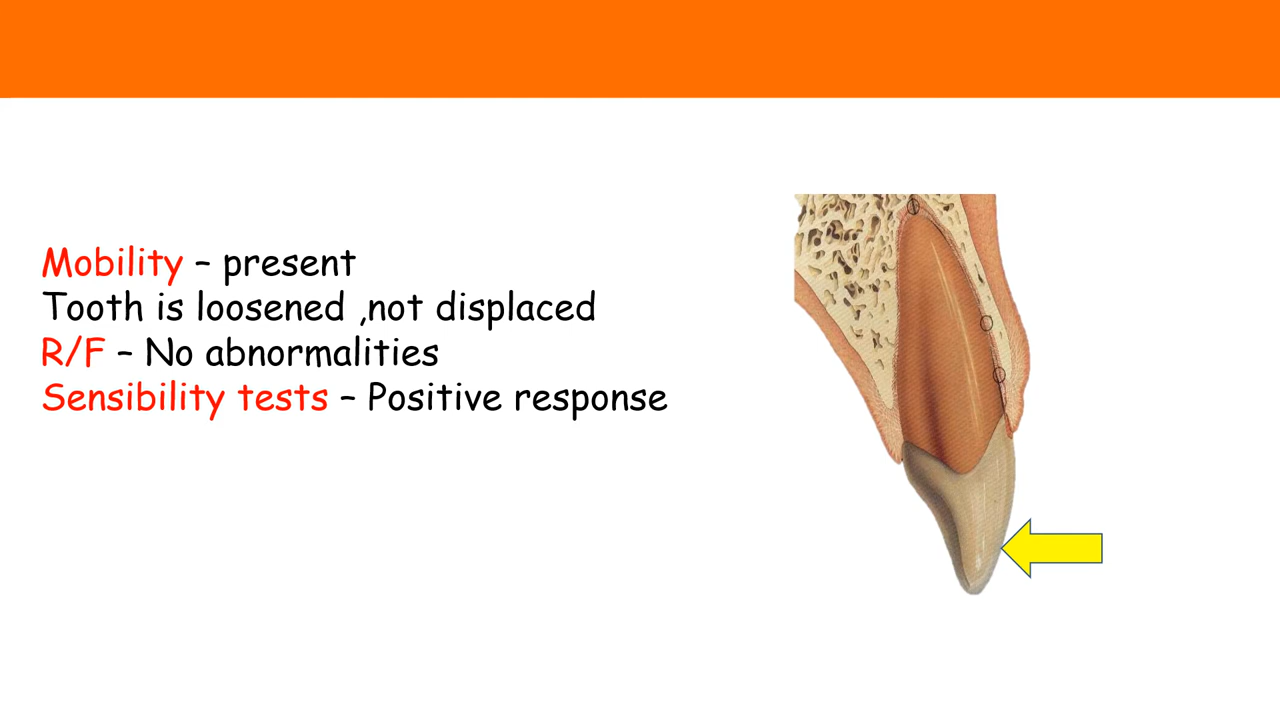 Mobility – present
Tooth is loosened ,not displaced
R/F – No abnormalities
Sensibility tests – Positive response